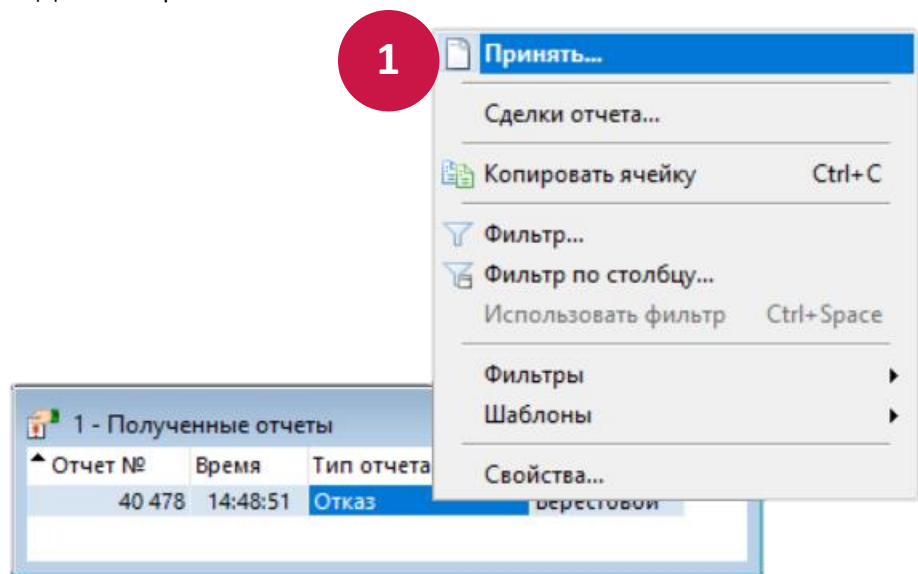 1
Принять...
Сделки отчета...
Копировать ячейку Ctrl+C
Фильтр...
Фильтр по столбцу...
Использовать фильтр Ctrl+Space
Фильтры
Шаблоны
Свойства...
1 - Полученные отчеты
Отчет № Время Тип отчета
40 478 14:48:51 Отказ Берестовой